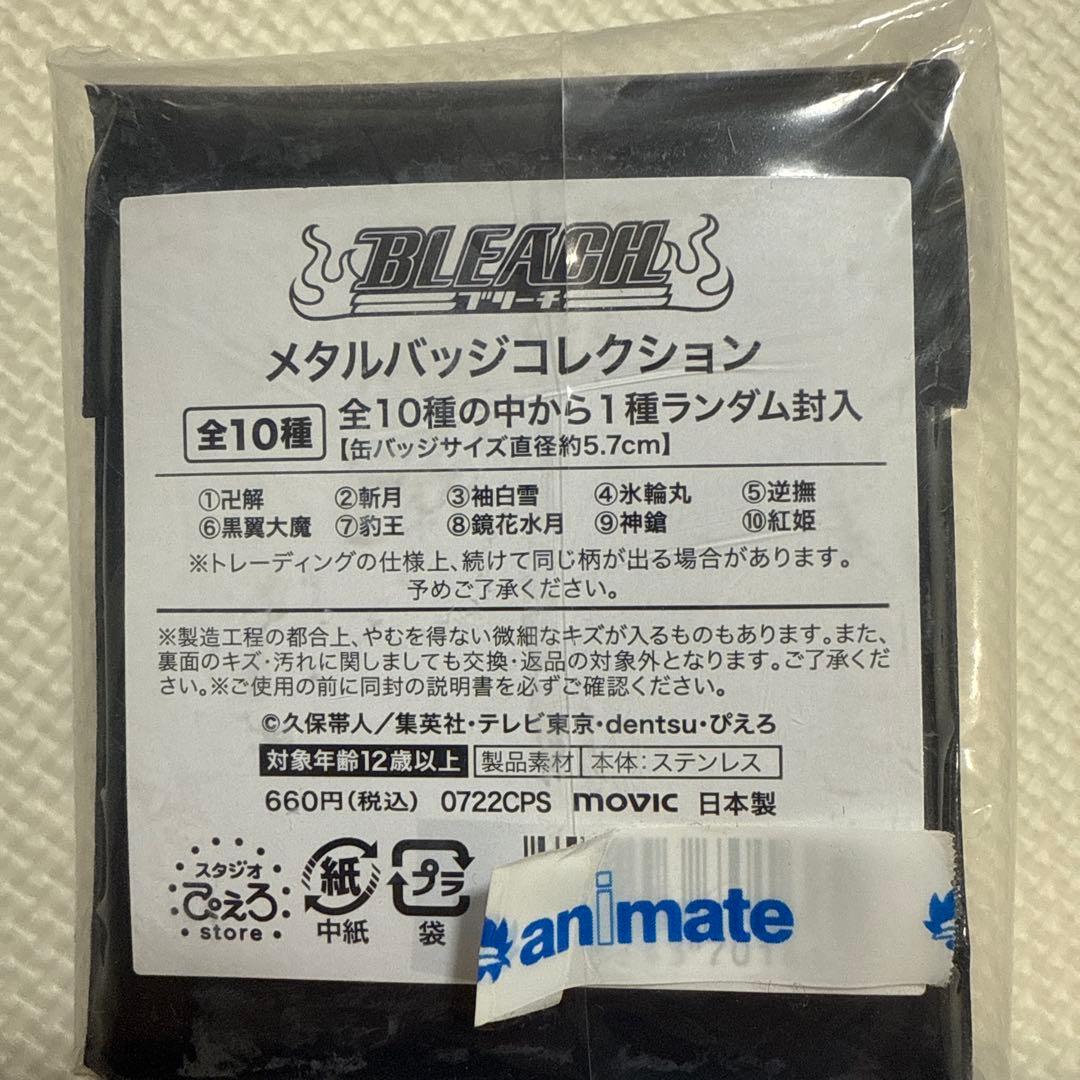 BLEACH
ブリーチ
メタルバッジコレクション
全10種 全10種の中から1種ランダム封入
【缶バッジサイズ直径約5.7cm】
①卍解 ②斬月 ③袖白雪 ④氷輪丸 ⑤逆撫
⑥黒翼大魔 ⑦豹王 ⑧鏡花水月 ⑨神鎗 ⑩紅姫
※トレーディングの仕様上、続けて同じ柄が出る場合があります。
予めご了承ください。
※製造工程の都合上、やむを得ない微細なキズが入るものもあります。また、
裏面のキズ・汚れに関しましても交換・返品の対象外となります。ご了承くだ
さい。※ご使用の前に同封の説明書を必ずご確認ください。
©久保帯人／集英社・テレビ東京・dentsu・ぴえろ
対象年齢12歳以上 製品素材 本体：ステンレス
660円（税込） 0722CPS movic 日本製
スタジオ
ぴえろ
store
紙
中紙
プラ
袋
animate